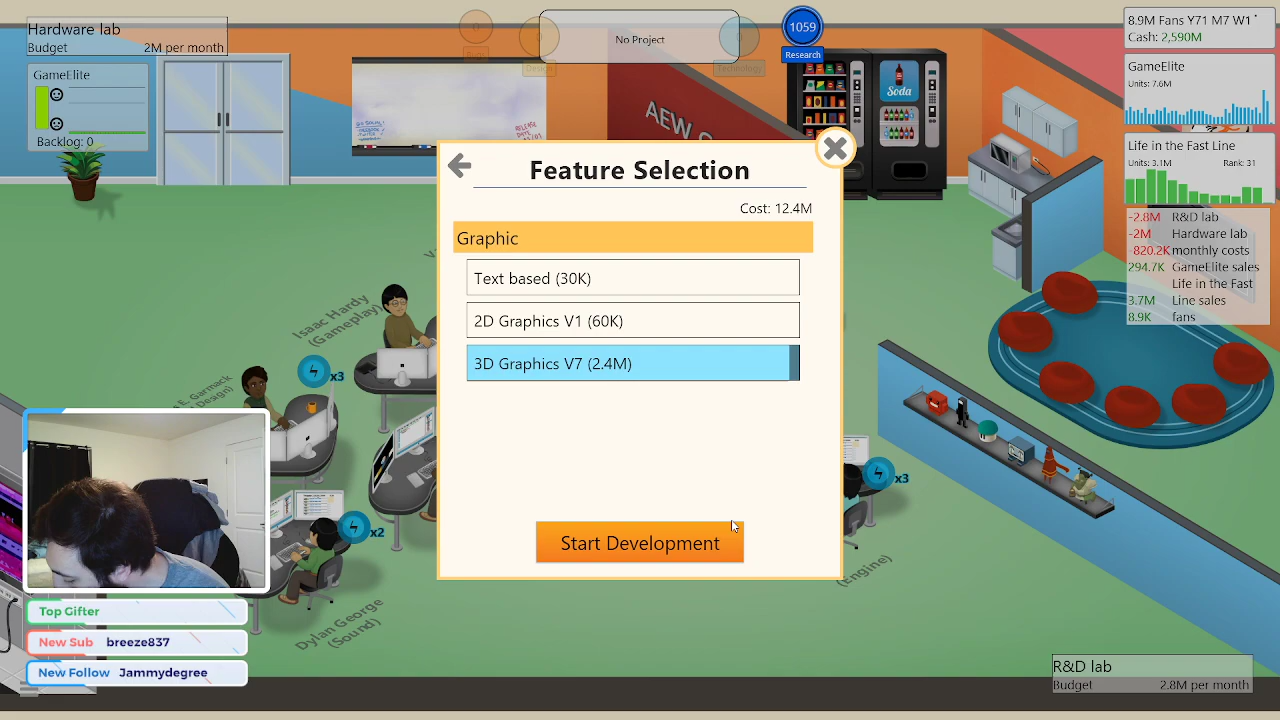 Hardware lab
Budget 2M per month
GameElite
Backlog: 0
No Project
Design
Technology
1059
Research
8.9M Fans Y71 M7 W1
Cash: 2,590M
GameElite
Units: 7.6M
Life in the Fast Line
Units: Rank: 31
-2.8M R&D lab
-2M Hardware lab
-820.2K monthly costs
294.7K GameElite sales
Life in the Fast
3.7M Line sales
8.9K fans
Soda
Feature Selection
Cost: 12.4M
Graphic
Text based (30K)
2D Graphics V1 (60K)
3D Graphics V7 (2.4M)
Start Development
Isaac Hardy
(Gameplay)
x3
x2
x3
Dylan George
(Sound)
(Engine)
Top Gifter
New Sub breeze837
New Follow Jammydegree
R&D lab
Budget 2.8M per month